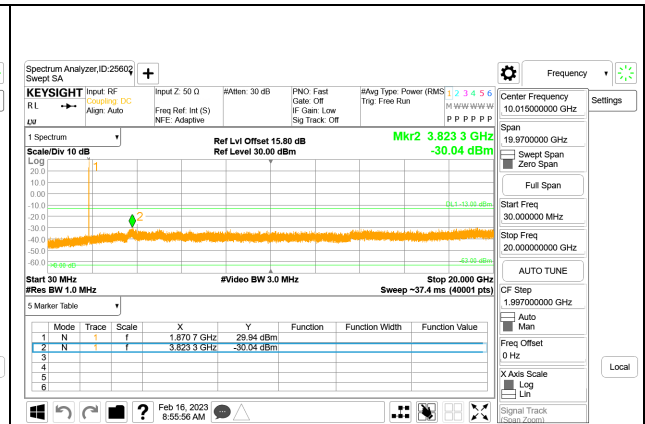 Spectrum Analyzer,ID:25602
Swept SA
+
Frequency
KEYSIGHT
Input: RF
Input Z: 50 Ω
#Atten: 30 dB
PNO: Fast
#Avg Type: Power (RMS
1 2 3 4 5 6
RL
Coupling: DC
Gate: Off
Trig: Free Run
Align: Auto
Freq Ref: Int (S)
IF Gain: Low
M W W W W W
NFE: Adaptive
Sig Track: Off
P P P P P P
Center Frequency
10.015000000 GHz
Settings
1 Spectrum
Ref Lvl Offset 15.80 dB
Mkr2 3.823 3 GHz
Scale/Div 10 dB
Ref Level 30.00 dBm
-30.04 dBm
Span
19.9700000 GHz
Swept Span
Zero Span
Log
20.0
10.0
0.00
-10.0
-20.0
-30.0
-40.0
-50.0
-60.0
1
2
DL1 -13.00 dBm
Full Span
Start Freq
30.000000 MHz
Stop Freq
20.000000000 GHz
AUTO TUNE
Start 30 MHz
#Video BW 3.0 MHz
Stop 20.000 GHz
#Res BW 1.0 MHz
Sweep ~37.4 ms (40001 pts)
CF Step
1.997000000 GHz
Auto
Man
5 Marker Table
Mode Trace Scale X Y Function Function Width Function Value
1 N 1 f 1.870 7 GHz 29.94 dBm
2 N 1 f 3.823 3 GHz -30.04 dBm
3
4
5
6
Freq Offset
0 Hz
X Axis Scale
Log
Lin
Local
Signal Track
(Span Zoom)
?
Feb 16, 2023
8:55:56 AM